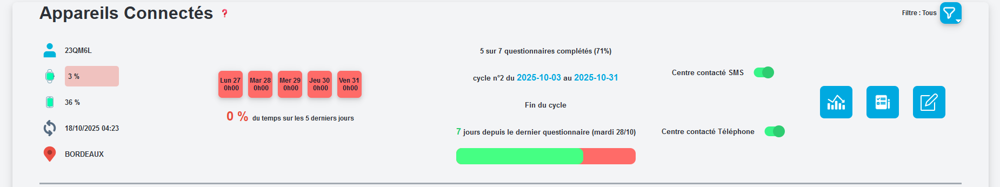 Appareils Connectés ?
Filtre : Tous
23QM6L
3 %
36 %
18/10/2025 04:23
BORDEAUX
Lun 27
0h00
Mar 28
0h00
Mer 29
0h00
Jeu 30
0h00
Ven 31
0h00
0 % du temps sur les 5 derniers jours
5 sur 7 questionnaires complétés (71%)
cycle n°2 du 2025-10-03 au 2025-10-31
Fin du cycle
7 jours depuis le dernier questionnaire (mardi 28/10)
Centre contacté SMS
Centre contacté Téléphone